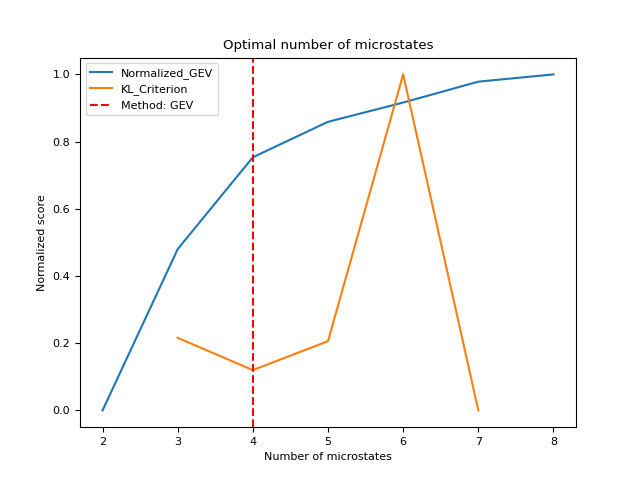 Optimal number of microstates
Normalized_GEV
KL_Criterion
Method: GEV
1.0
0.8
0.6
0.4
0.2
0.0
Normalized score
2 3 4 5 6 7 8
Number of microstates